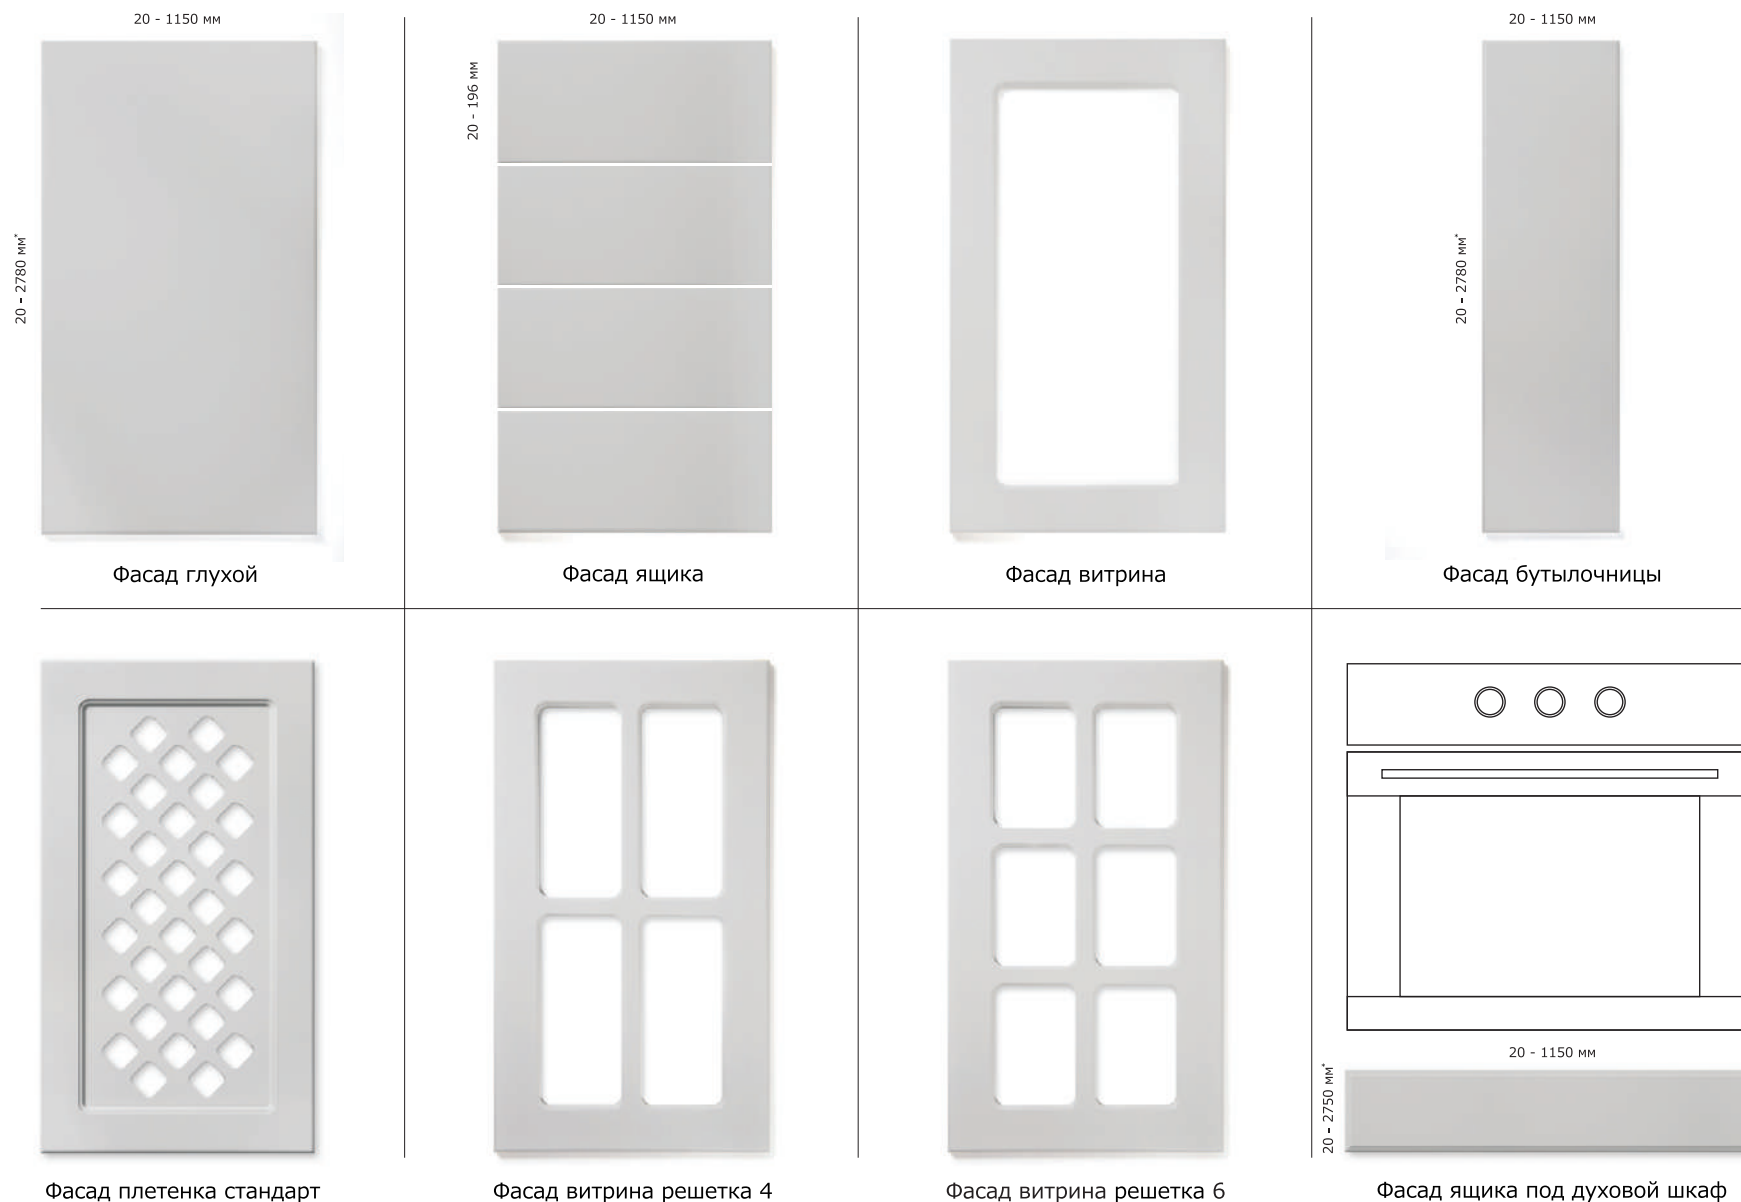 20 - 1150 мм
20 - 1150 мм
20 - 1150 мм
20 - 2780 мм*
20 - 196 мм
20 - 2780 мм*
Фасад глухой
Фасад ящика
Фасад витрина
Фасад бутылочницы
20 - 1150 мм
20 - 2750 мм*
Фасад плетенка стандарт
Фасад витрина решетка 4
Фасад витрина решетка 6
Фасад ящика под духовой шкаф